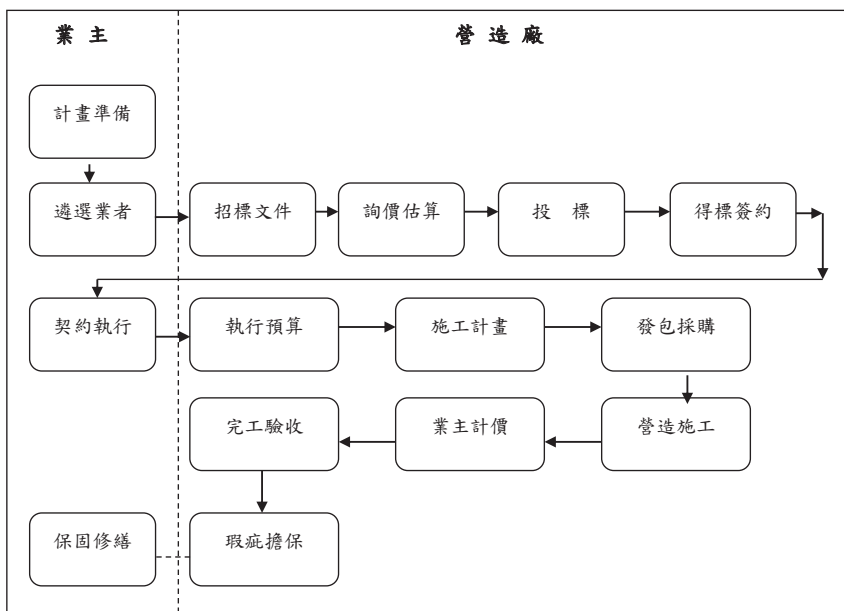 業 主
營 造 廠
計畫準備
遴選業者
招標文件
詢價估算
投 標
得標簽約
契約執行
執行預算
施工計畫
發包採購
完工驗收
業主計價
營造施工
保固修繕
瑕疵擔保